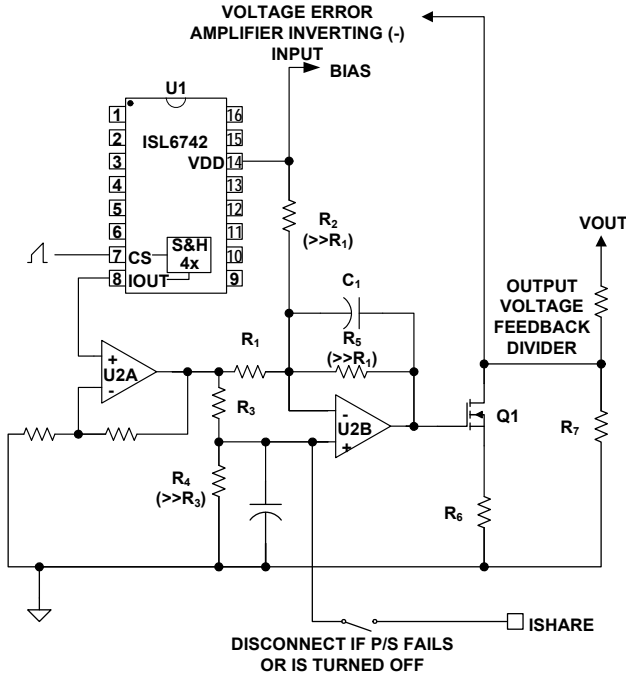 VOLTAGE ERROR
AMPLIFIER INVERTING (-)
INPUT
BIAS
U1
1
2
3
4
5
6
7
8
16
15
14
13
12
11
10
9
ISL6742
VDD
S&H
4x
CS
IOUT
R2
(>>R1)
VOUT
C1
OUTPUT
VOLTAGE
FEEDBACK
DIVIDER
R1
R5
(>>R1)
+
U2A
-
R3
-
U2B
+
Q1
R7
R4
(>>R3)
R6
ISHARE
DISCONNECT IF P/S FAILS
OR IS TURNED OFF